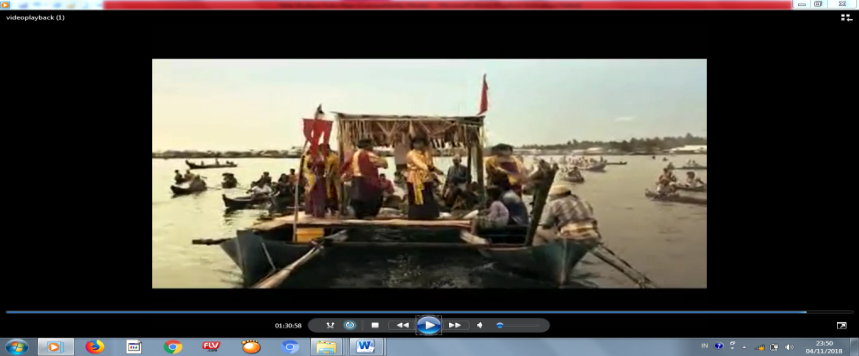 videoplayback (1)
01:30:58
FLV
W
IN
23:50
04/11/2018